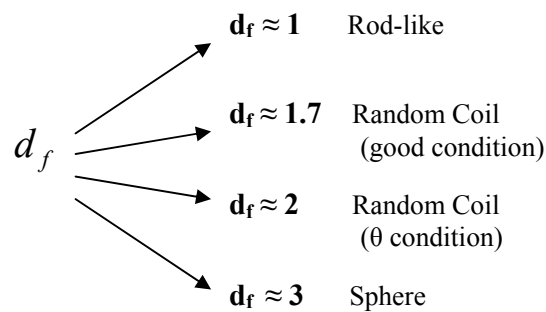 d_f ≈ 1 Rod-like
d_f ≈ 1.7 Random Coil
(good condition)
d_f
d_f ≈ 2 Random Coil
(θ condition)
d_f ≈ 3 Sphere